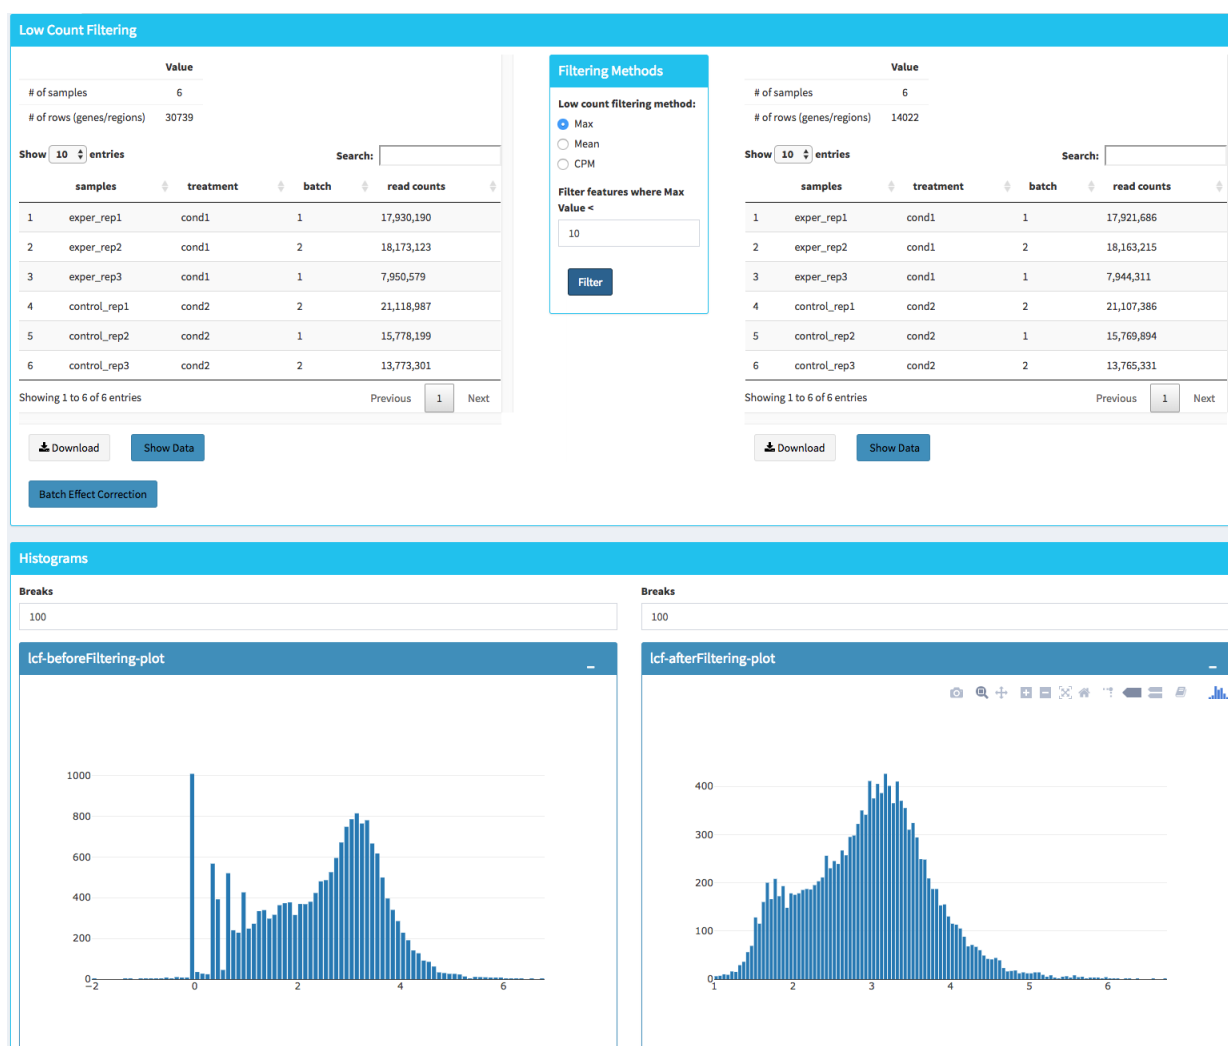 Low Count Filtering
Value
# of samples 6
# of rows (genes/regions) 30739
Show 10 entries Search:
samples treatment batch read counts
1 exper_rep1 cond1 1 17,930,190
2 exper_rep2 cond1 2 18,173,123
3 exper_rep3 cond1 1 7,950,579
4 control_rep1 cond2 2 21,118,987
5 control_rep2 cond2 1 15,778,199
6 control_rep3 cond2 2 13,773,301
Showing 1 to 6 of 6 entries Previous 1 Next
Download Show Data
Batch Effect Correction
Filtering Methods
Low count filtering method:
Max
Mean
CPM
Filter features where Max
Value <
10
Filter
Value
# of samples 6
# of rows (genes/regions) 14022
Show 10 entries Search:
samples treatment batch read counts
1 exper_rep1 cond1 1 17,921,686
2 exper_rep2 cond1 2 18,163,215
3 exper_rep3 cond1 1 7,944,311
4 control_rep1 cond2 2 21,107,386
5 control_rep2 cond2 1 15,769,894
6 control_rep3 cond2 2 13,765,331
Showing 1 to 6 of 6 entries Previous 1 Next
Download Show Data
Histograms
Breaks
100
lcf-beforeFiltering-plot
1000
800
600
400
200
0
−2 0 2 4 6
Breaks
100
lcf-afterFiltering-plot
400
300
200
100
0
1 2 3 4 5 6